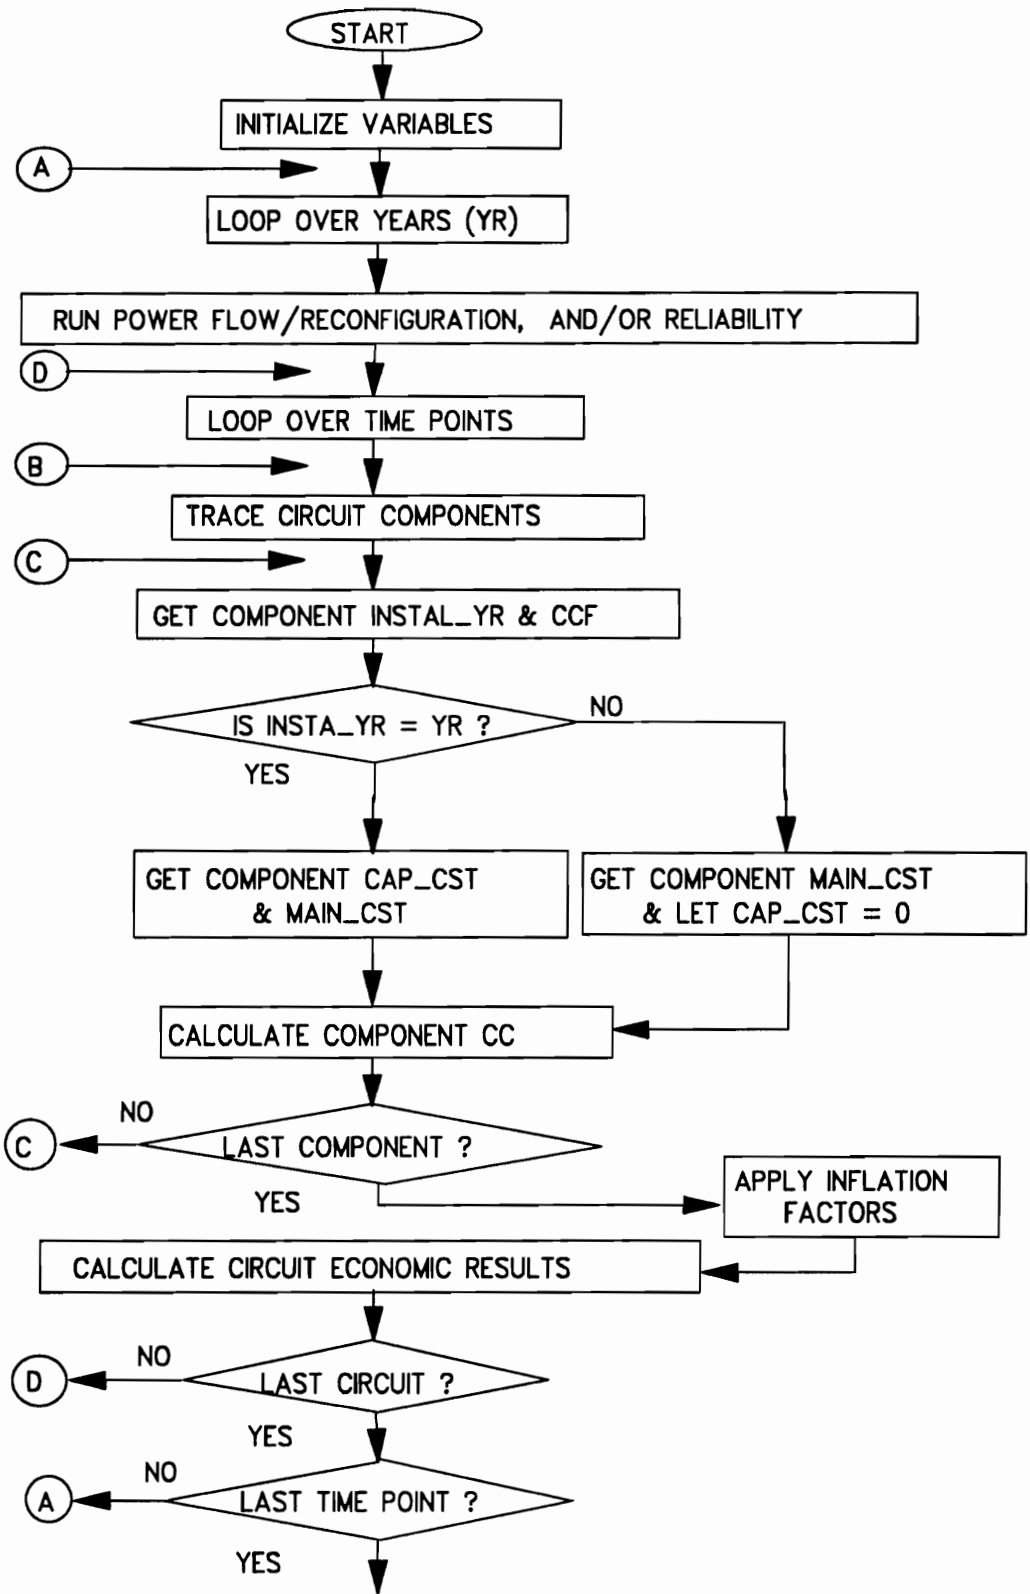 START
INITIALIZE VARIABLES
A
LOOP OVER YEARS (YR)
RUN POWER FLOW/RECONFIGURATION, AND/OR RELIABILITY
D
LOOP OVER TIME POINTS
B
TRACE CIRCUIT COMPONENTS
C
GET COMPONENT INSTAL_YR & CCF
IS INSTA_YR = YR ?
NO
YES
GET COMPONENT CAP_CST
& MAIN_CST
GET COMPONENT MAIN_CST
& LET CAP_CST = 0
CALCULATE COMPONENT CC
NO
C
LAST COMPONENT ?
YES
APPLY INFLATION
FACTORS
CALCULATE CIRCUIT ECONOMIC RESULTS
NO
D
LAST CIRCUIT ?
YES
NO
A
LAST TIME POINT ?
YES